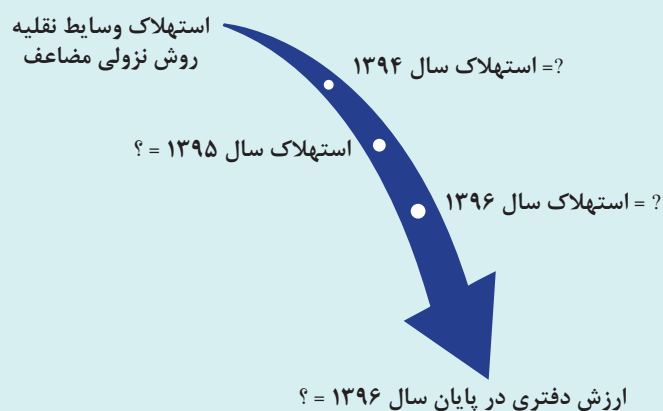 استهلاک وسایط نقلیه
روش نزولی مضاعف
استهلاک سال ۱۳۹۴ =?
استهلاک سال ۱۳۹۵ = ؟
استهلاک سال ۱۳۹۶ = ?
ارزش دفتری در پایان سال ۱۳۹۶ = ؟